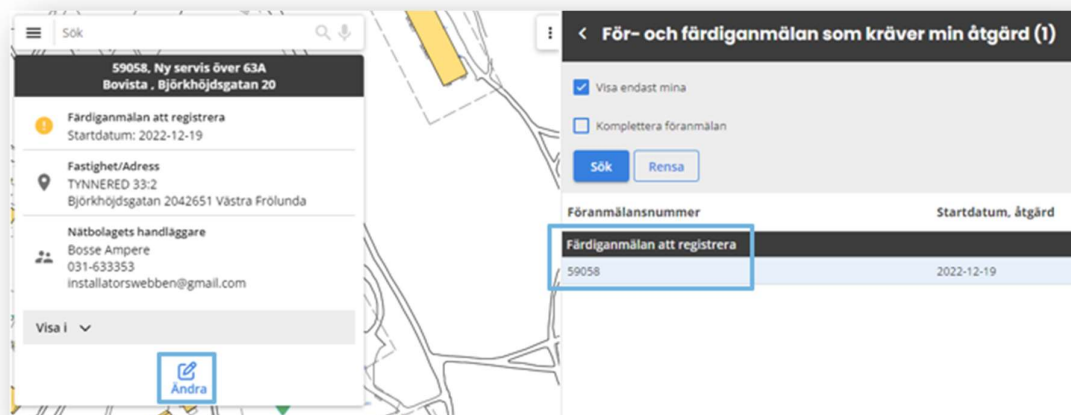 Sök
59058, Ny servis över 63A
Bovista , Björkhöjdsgatan 20
Färdiganmälan att registrera
Startdatum: 2022-12-19
Fastighet/Adress
TYNNERED 33:2
Björkhöjdsgatan 2042651 Västra Frölunda
Nätbolagets handläggare
Bosse Ampere
031-633353
installatorswebben@gmail.com
Visa i
Ändra
För- och färdiganmälan som kräver min åtgärd (1)
Visa endast mina
Komplettera föranmälan
Sök
Rensa
Föranmälansnummer
Startdatum, åtgärd
Färdiganmälan att registrera
59058
2022-12-19